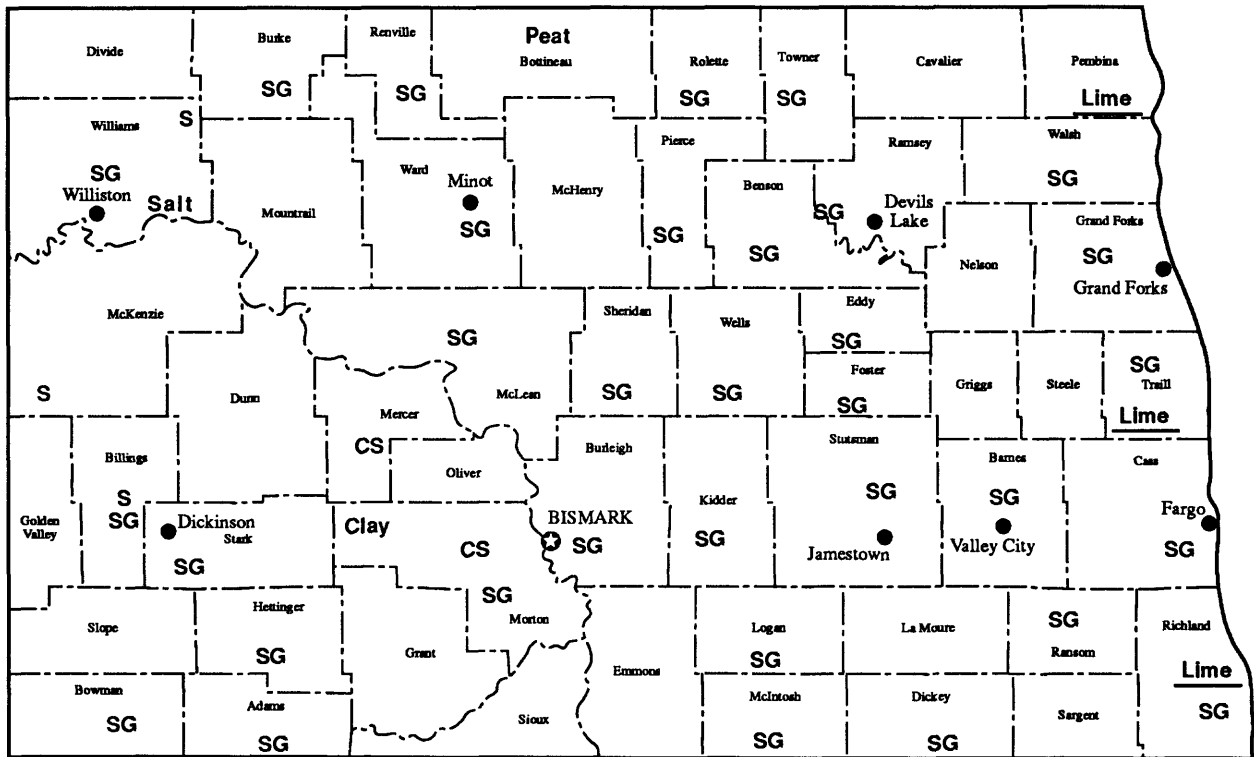 Divide
Burke
SG
Renville
SG
Peat
Bottineau
Rolette
SG
Towner
SG
Cavalier
Pembina
Lime
Williams
S
SG
Williston
Salt
Mountrail
Ward
Minot
SG
McHenry
Pierce
SG
Benson
SG
Ramsey
SG
Devils
Lake
Walsh
SG
Nelson
Grand Forks
SG
Grand Forks
McKenzie
S
Dunn
SG
McLean
Mercer
CS
Sheridan
SG
Wells
SG
Eddy
SG
Foster
SG
Griggs
Steele
SG
Traill
Lime
Golden
Valley
Billings
S
SG
Dickinson
Stark
SG
Oliver
Clay
CS
SG
Morton
BISMARK
Burleigh
SG
Kidder
SG
Stutsman
SG
Jamestown
Barnes
SG
Valley City
Cass
Fargo
SG
Slope
Hettinger
SG
Grant
Emmons
Logan
SG
La Moure
SG
Ransom
Richland
Lime
SG
Bowman
SG
Adams
SG
Sioux
McIntosh
SG
Dickey
SG
Sargent